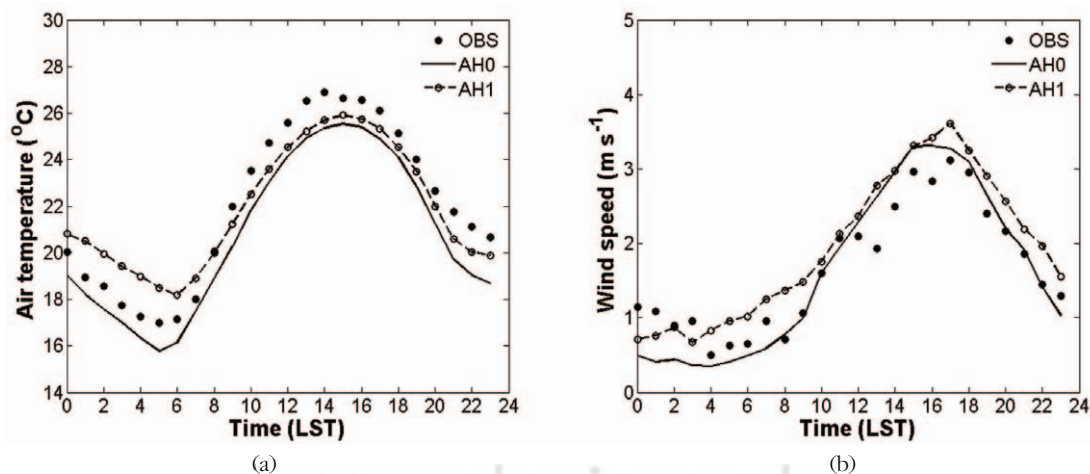 30
28
26
24
22
20
18
16
14
Air temperature (°C)
OBS
AH0
AH1
0 2 4 6 8 10 12 14 16 18 20 22 24
Time (LST)
(a)
5
4
3
2
1
0
Wind speed (m s-1)
OBS
AH0
AH1
0 2 4 6 8 10 12 14 16 18 20 22 24
Time (LST)
(b)